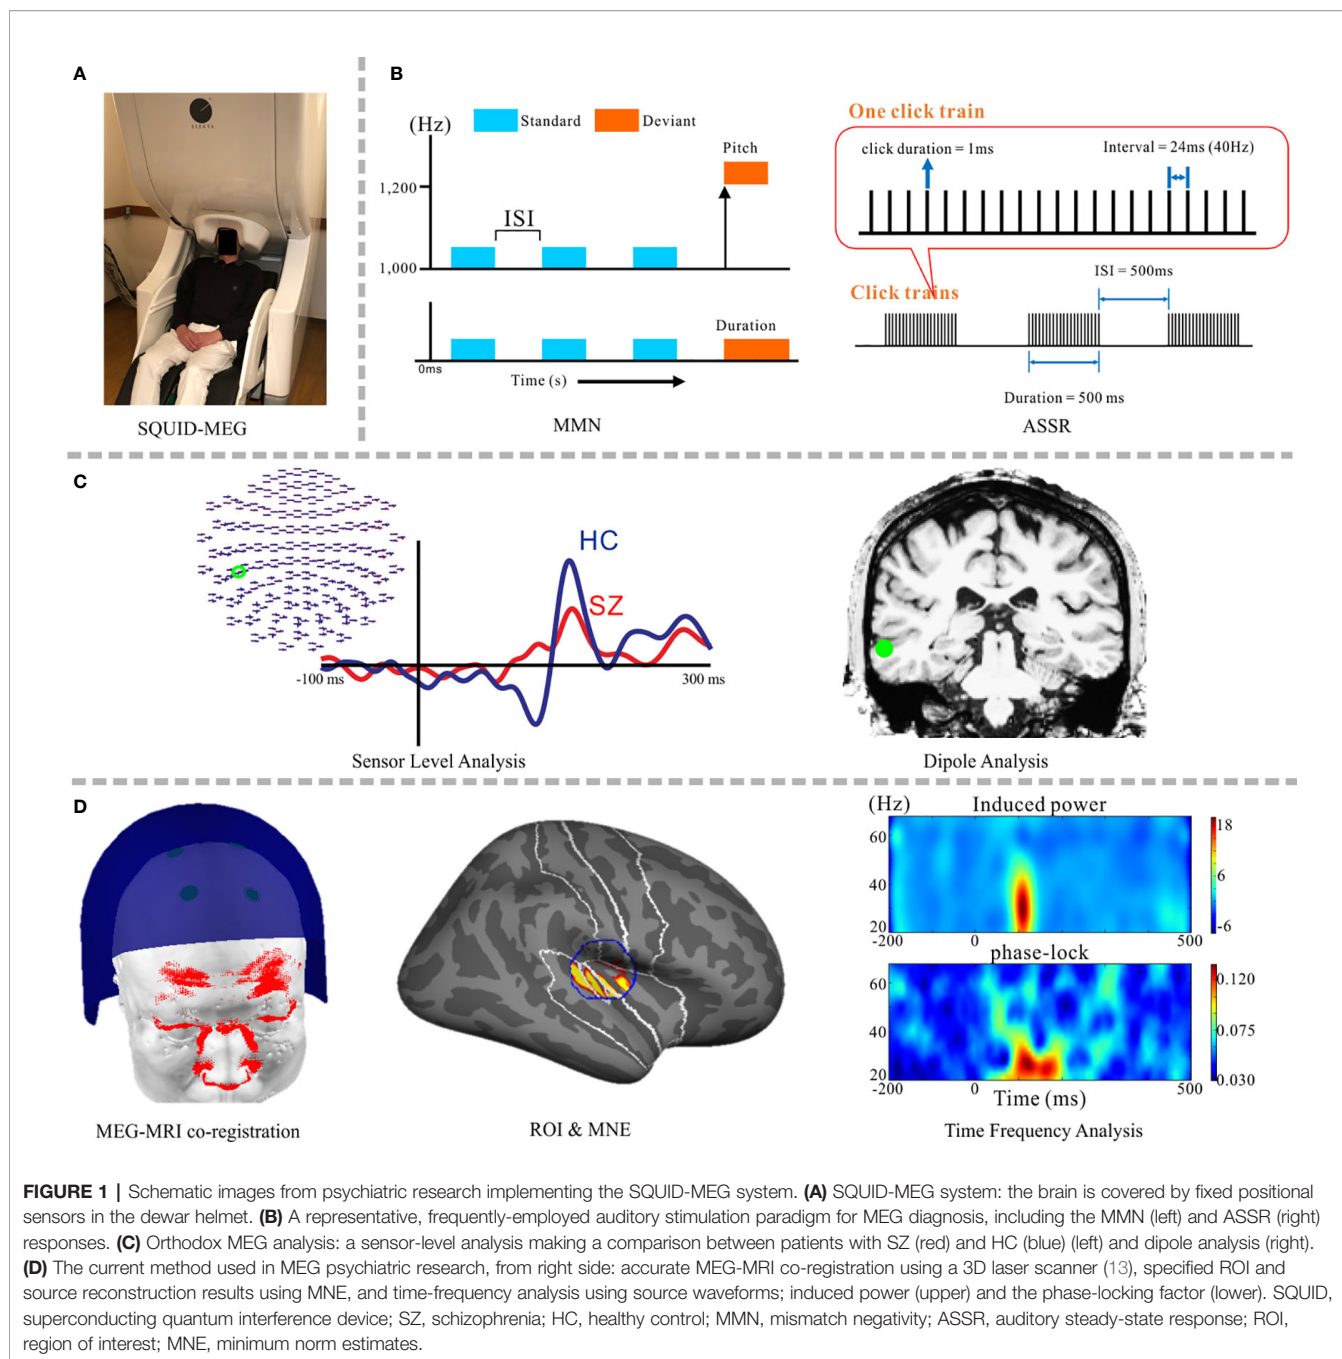 A
ELEKTA
SQUID-MEG
B
(Hz)
Standard
Deviant
Pitch
1,200
ISI
1,000
Duration
0ms
Time (s)
MMN
One click train
click duration = 1ms
Interval = 24ms (40Hz)
ISI = 500ms
Click trains
Duration = 500 ms
ASSR
C
HC
SZ
-100 ms
300 ms
Sensor Level Analysis
Dipole Analysis
D
MEG-MRI co-registration
ROI & MNE
(Hz)
Induced power
60
40
20
-200
0
500
18
6
-6
phase-lock
60
40
20
-200
0
500
0.120
0.075
0.030
Time (ms)
Time Frequency Analysis
FIGURE 1 | Schematic images from psychiatric research implementing the SQUID-MEG system. (A) SQUID-MEG system: the brain is covered by fixed positional
sensors in the dewar helmet. (B) A representative, frequently-employed auditory stimulation paradigm for MEG diagnosis, including the MMN (left) and ASSR (right)
responses. (C) Orthodox MEG analysis: a sensor-level analysis making a comparison between patients with SZ (red) and HC (blue) (left) and dipole analysis (right).
(D) The current method used in MEG psychiatric research, from right side: accurate MEG-MRI co-registration using a 3D laser scanner (13), specified ROI and
source reconstruction results using MNE, and time-frequency analysis using source waveforms; induced power (upper) and the phase-locking factor (lower). SQUID,
superconducting quantum interference device; SZ, schizophrenia; HC, healthy control; MMN, mismatch negativity; ASSR, auditory steady-state response; ROI,
region of interest; MNE, minimum norm estimates.